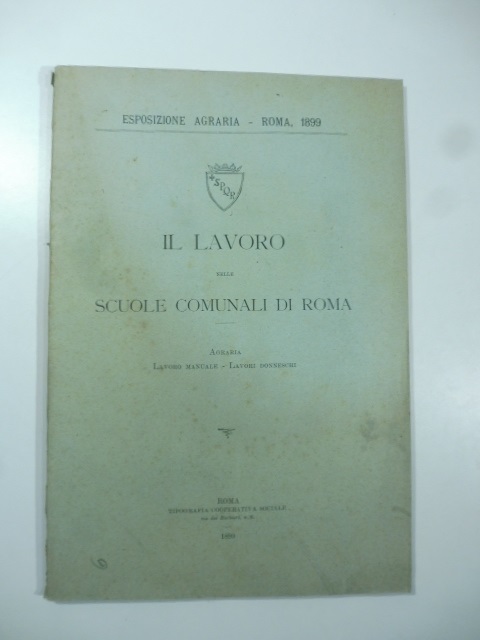 ESPOSIZIONE AGRARIA - ROMA, 1899
SPQR
IL LAVORO
NELLE
SCUOLE COMUNALI DI ROMA
AGRARIA
LAVORO MANUALE - LAVORI DONNESCHI
ROMA
TIPOGRAFIA COOPERATIVA SOCIALE
1899